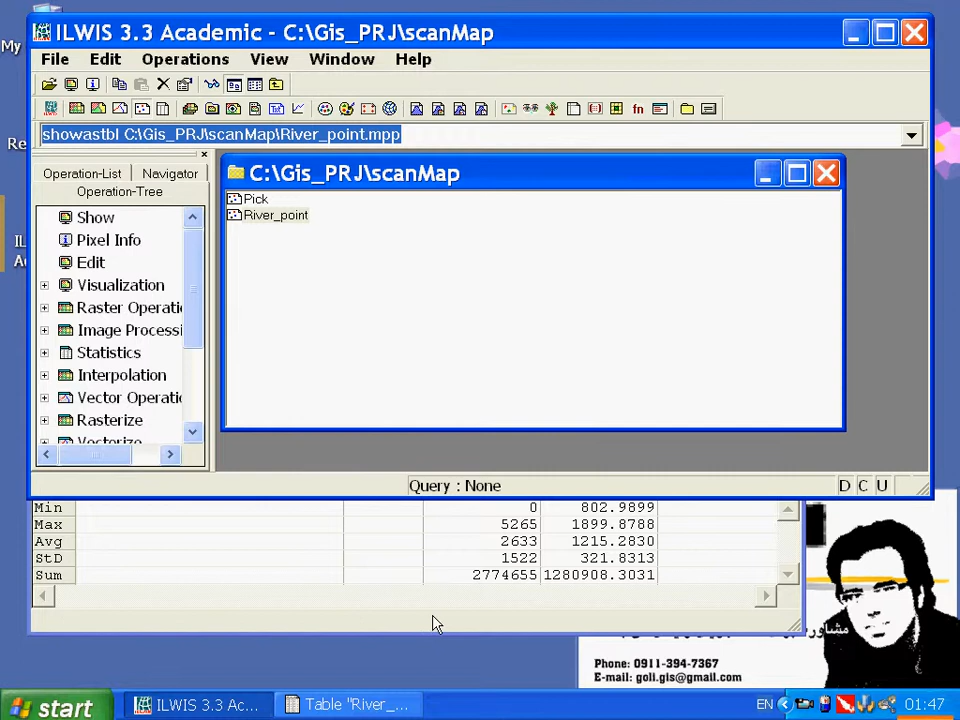 My
ILWIS 3.3 Academic - C:\Gis_PRJ\scanMap
File Edit Operations View Window Help
showastbl C:\Gis_PRJ\scanMap\River_point.mpp
Re
Operation-List Navigator
Operation-Tree
C:\Gis_PRJ\scanMap
Pick
River_point
Show
Pixel Info
Edit
Visualization
Raster Operati
Image Processi
Statistics
Interpolation
Vector Operati
Rasterize
Vectorize
IL
A
Query : None
D C U
Min 0 802.9899
Max 5265 1899.8788
Avg 2633 1215.2830
StD 1522 321.8313
Sum 2774655 1280908.3031
Phone: 0911-394-7367
E-mail: goli.gis@gmail.com
start
ILWIS 3.3 Ac...
Table "River_...
EN
01:47